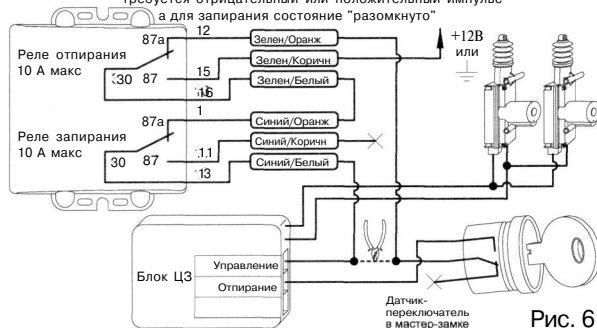 требуется отрицательный или положительный импульс
а для запирания состояние "разомкнуто"
87а
12
Зелен/Оранж
+12В
или
Реле отпирания
10 А макс
30
87
15
Зелен/Коричн
16
Зелен/Белый
87а
1
Синий/Оранж
Реле запирания
10 А макс
30
87
11
Синий/Коричн
13
Синий/Белый
Блок ЦЗ
Управление
Отпирание
Датчик-
переключатель
в мастер-замке
Рис. 6